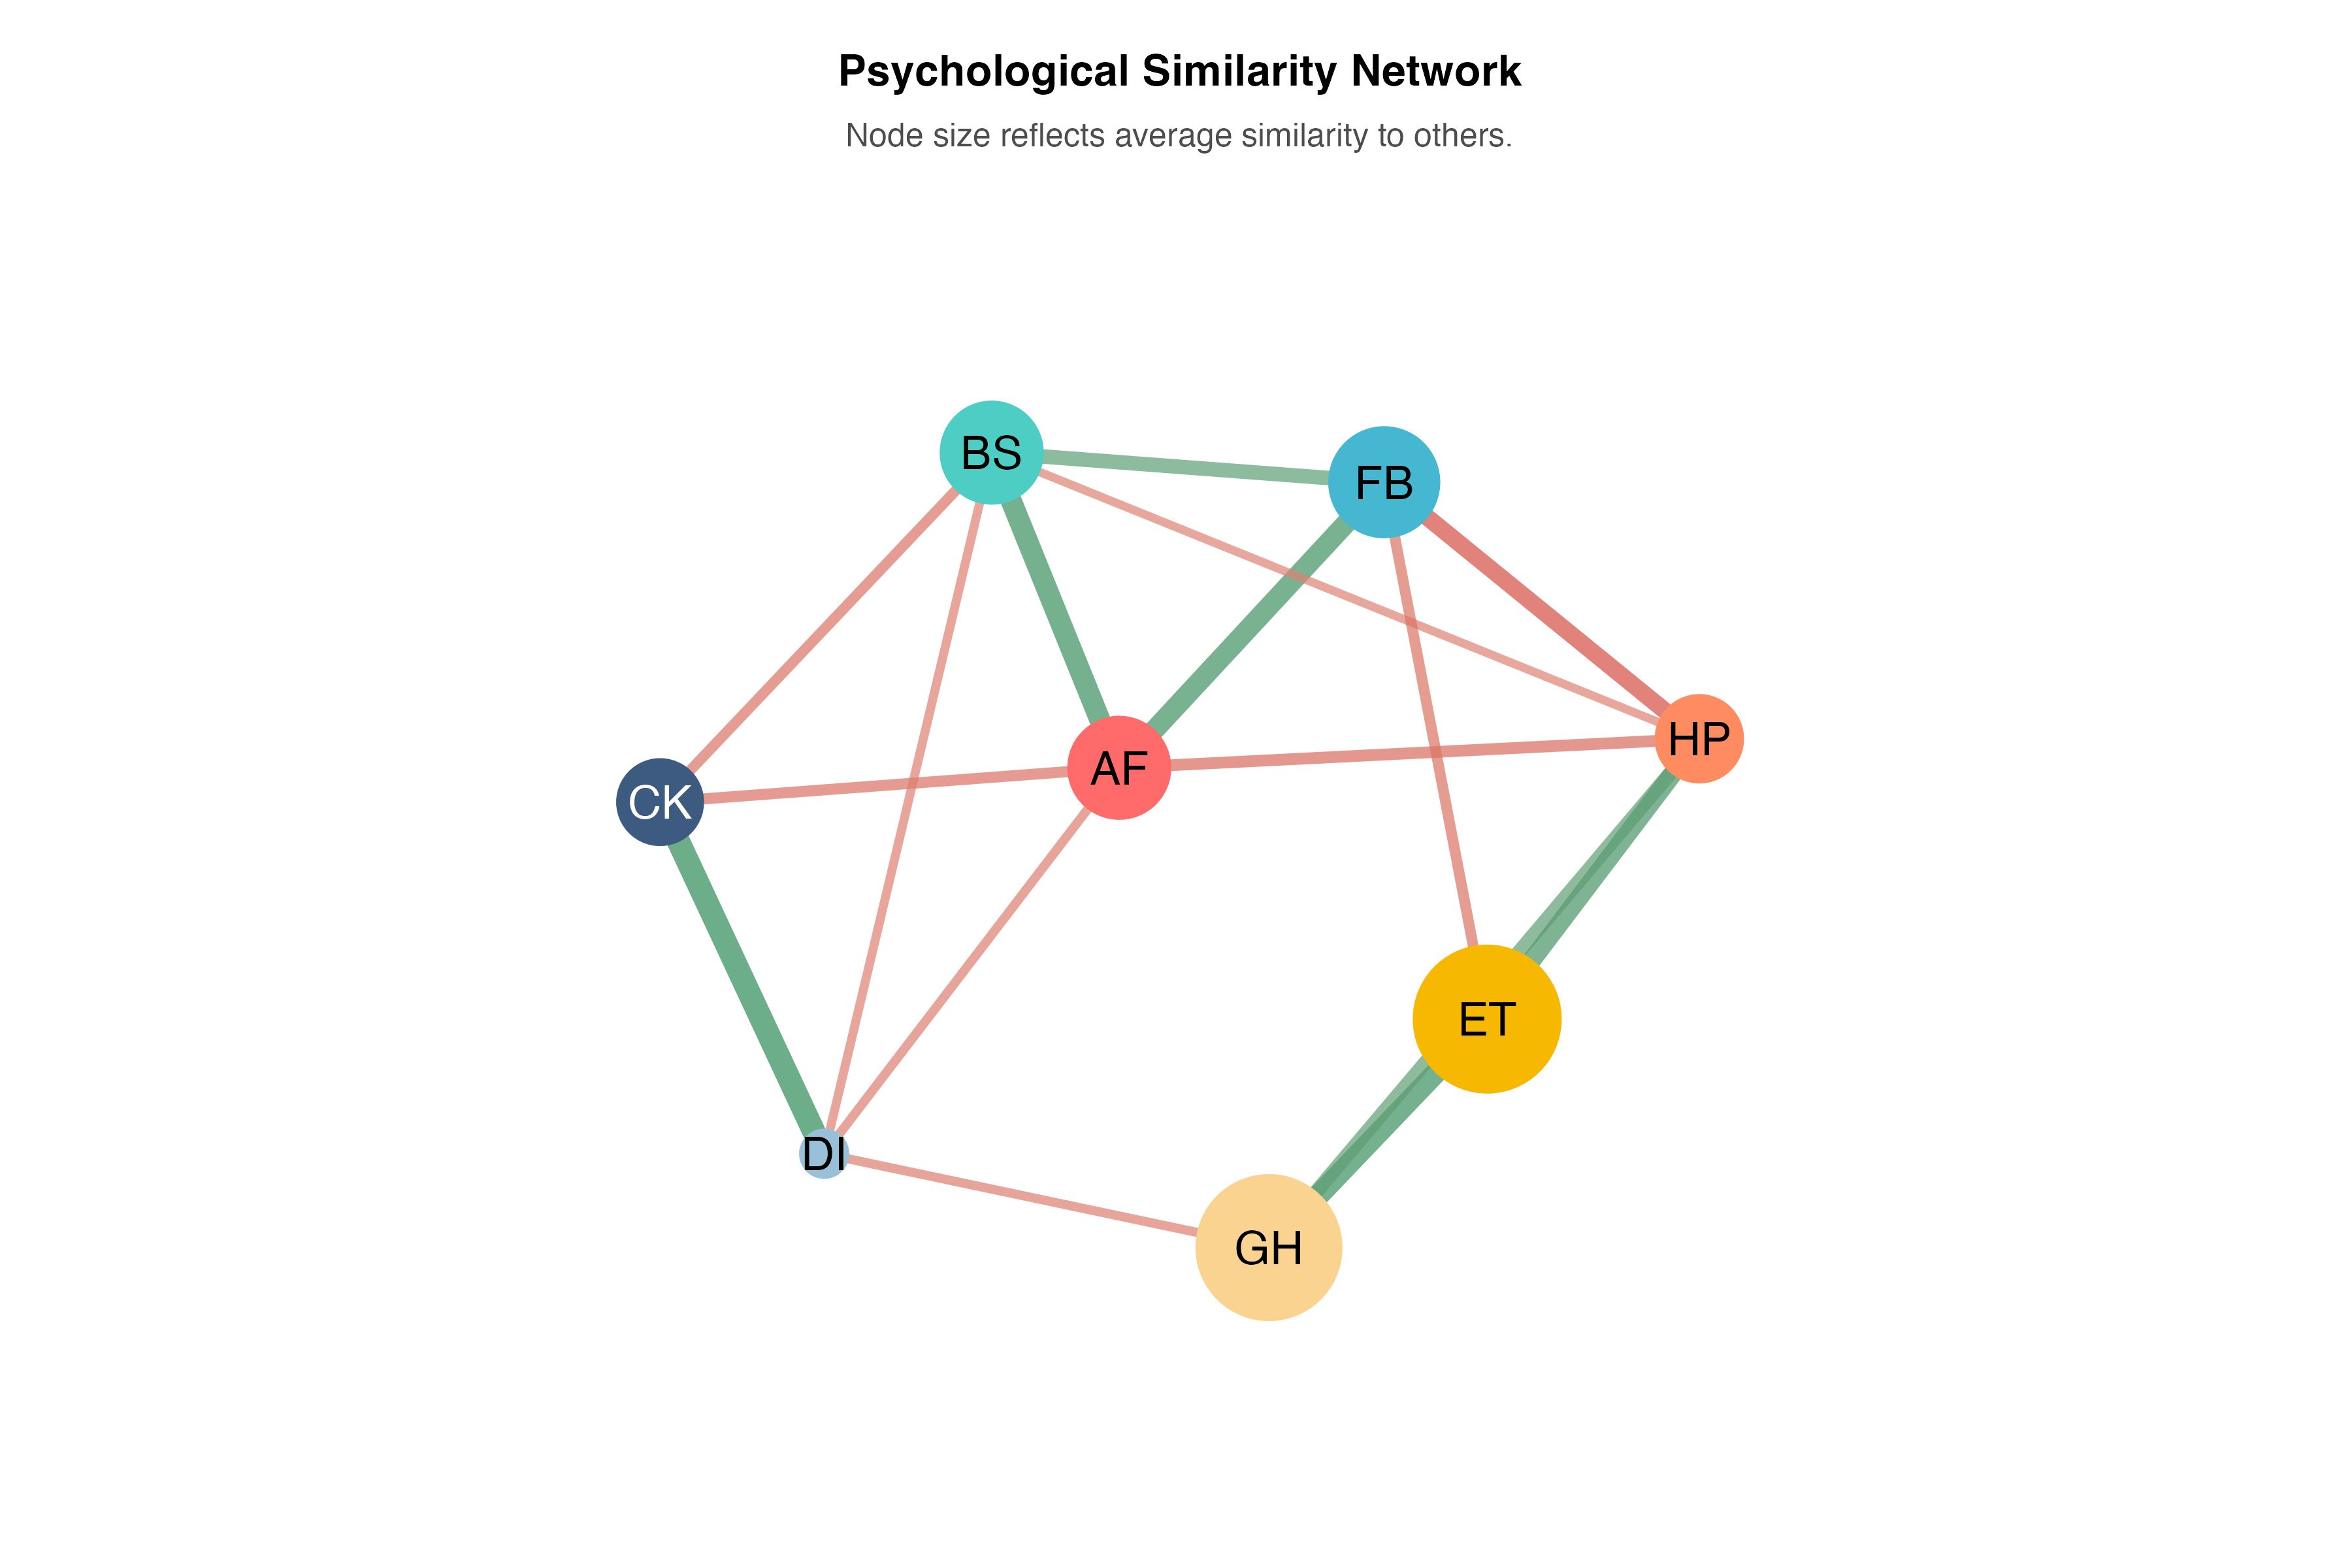 Psychological Similarity Network
Node size reflects average similarity to others.
BS
FB
HP
AF
CK
ET
DI
GH